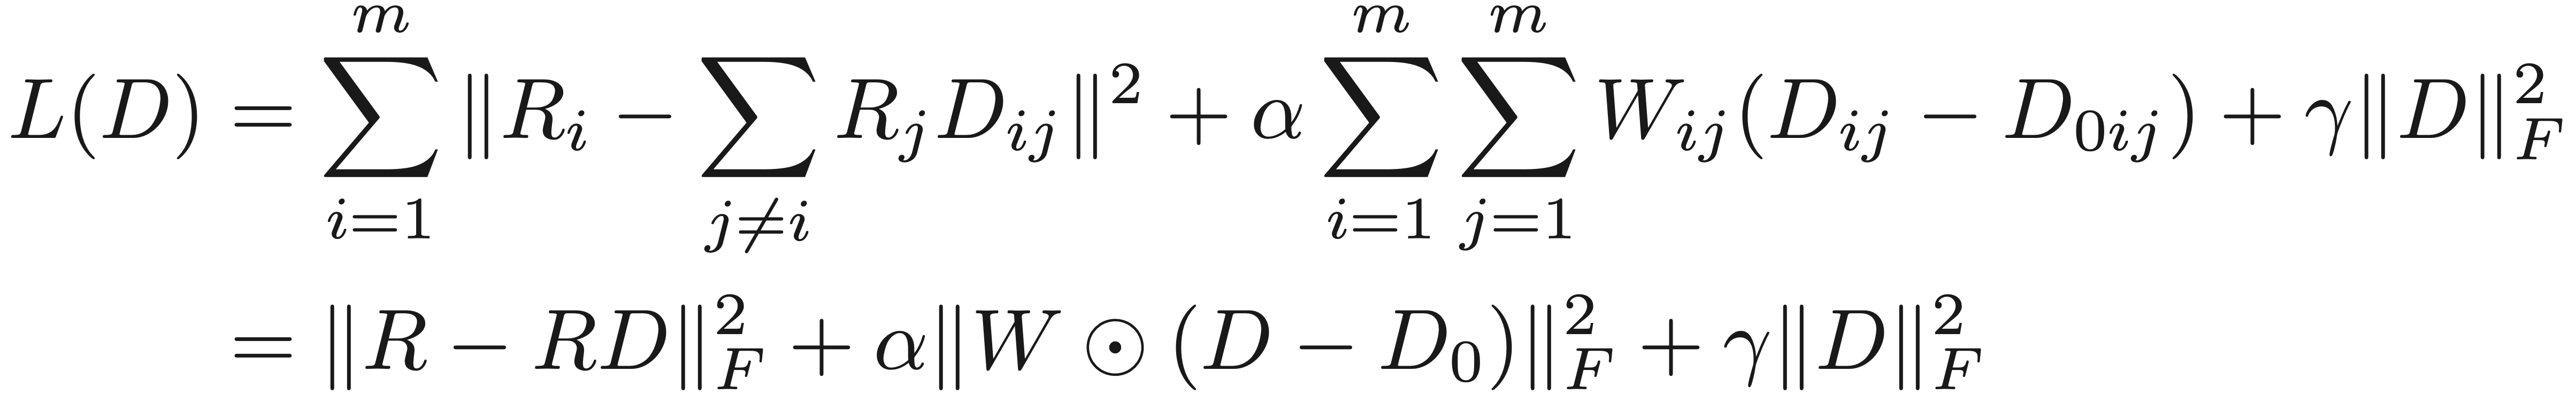 L(D) = \sum_{i=1}^{m} \|R_i - \sum_{j \neq i} R_j D_{ij}\|^2 + \alpha \sum_{i=1}^{m} \sum_{j=1}^{m} W_{ij}(D_{ij} - D_{0ij}) + \gamma \|D\|_F^2
= \|R - RD\|_F^2 + \alpha \|W \odot (D - D_0)\|_F^2 + \gamma \|D\|_F^2